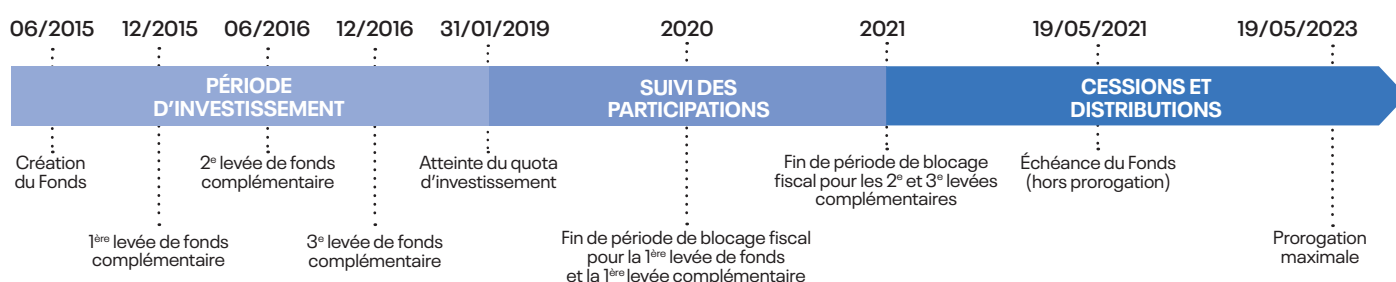 06/2015 12/2015 06/2016 12/2016 31/01/2019 2020 2021 19/05/2021 19/05/2023
PÉRIODE
D'INVESTISSEMENT
SUIVI DES
PARTICIPATIONS
CESSIONS ET
DISTRIBUTIONS
Création
du Fonds
1ère levée de fonds
complémentaire
2e levée de fonds
complémentaire
3e levée de fonds
complémentaire
Atteinte du quota
d'investissement
Fin de période de blocage fiscal
pour la 1ère levée de fonds
et la 1ère levée complémentaire
Fin de période de blocage
fiscal pour les 2e et 3e levées
complémentaires
Échéance du Fonds
(hors prorogation)
Prorogation
maximale